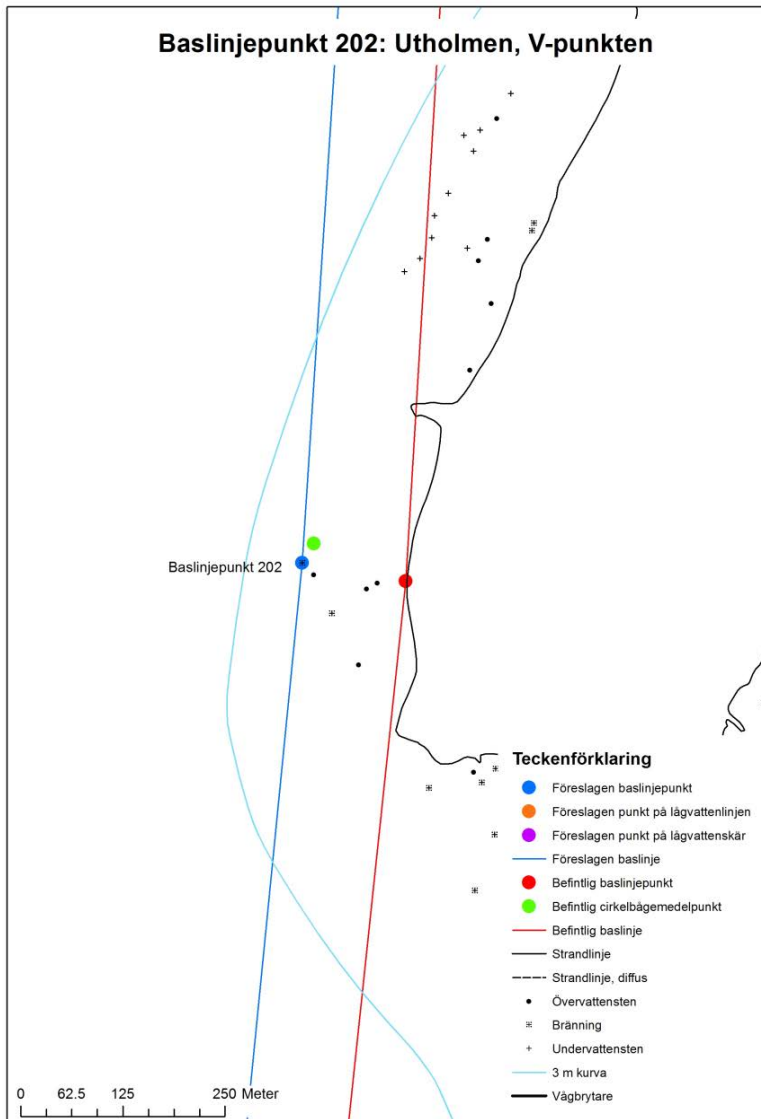 Baslinjepunkt 202: Utholmen, V-punkten
Baslinjepunkt 202
Teckenförklaring
Föreslagen baslinjepunkt
Föreslagen punkt på lågvattenlinjen
Föreslagen punkt på lågvattenskär
Föreslagen baslinje
Befintlig baslinjepunkt
Befintlig cirkelbågemedelpunkt
Befintlig baslinje
Strandlinje
Strandlinje, diffus
Övervattensten
Bränning
Undervattensten
3 m kurva
Vågbrytare
0 62.5 125 250 Meter